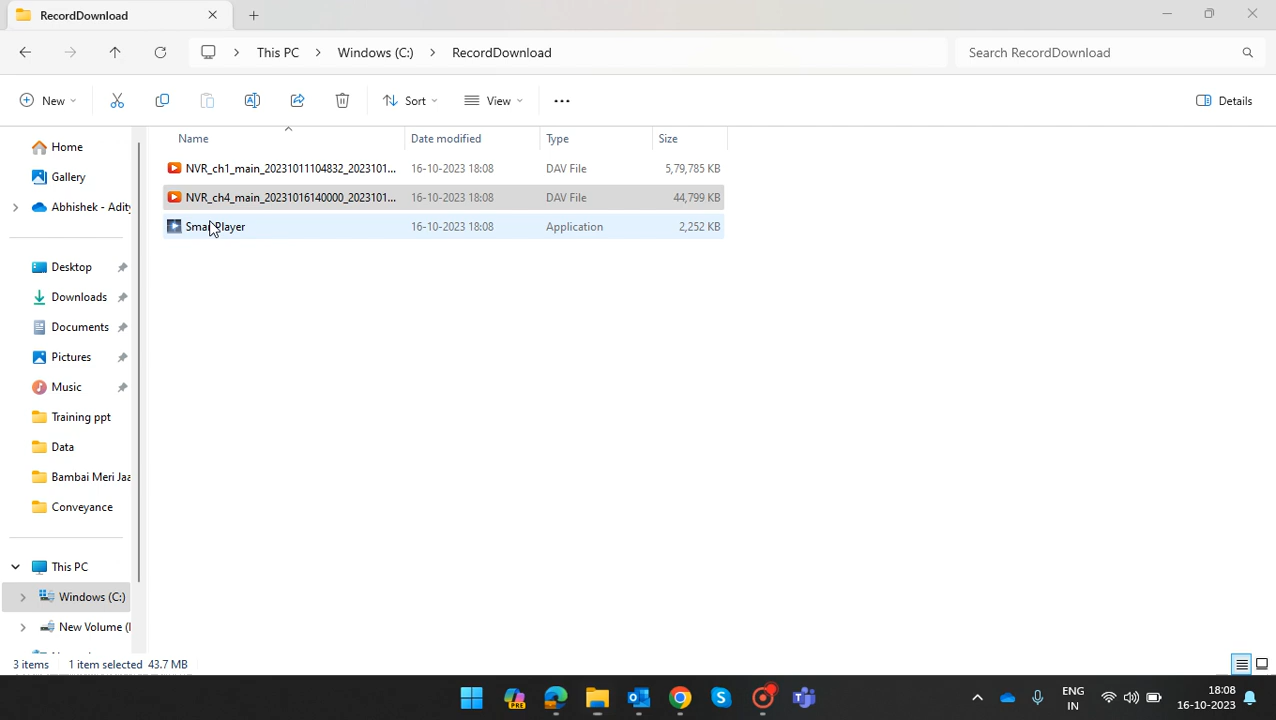 RecordDownload
This PC
Windows (C:)
RecordDownload
Search RecordDownload
New
Sort
View
Details
Name
Date modified
Type
Size
Home
NVR_ch1_main_20231011104832_2023101...
16-10-2023 18:08
DAV File
5,79,785 KB
Gallery
NVR_ch4_main_20231016140000_2023101...
16-10-2023 18:08
DAV File
44,799 KB
Abhishek - Adity
16-10-2023 18:08
Application
2,252 KB
Desktop
Downloads
Documents
Pictures
Music
Training ppt
Data
Bambai Meri Jaa
Conveyance
This PC
Windows (C:)
New Volume (
3 items
1 item selected 43.7 MB
PRE
ENG
IN
18:08
16-10-2023